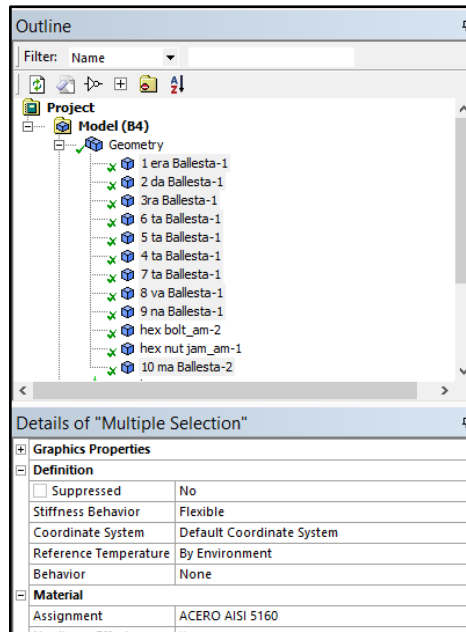 Outline
Filter: Name
Project
Model (B4)
Geometry
1 era Ballesta-1
2 da Ballesta-1
3ra Ballesta-1
6 ta Ballesta-1
5 ta Ballesta-1
4 ta Ballesta-1
7 ta Ballesta-1
8 va Ballesta-1
9 na Ballesta-1
hex bolt_am-2
hex nut jam_am-1
10 ma Ballesta-2
Details of "Multiple Selection"
Graphics Properties
Definition
Suppressed No
Stiffness Behavior Flexible
Coordinate System Default Coordinate System
Reference Temperature By Environment
Behavior None
Material
Assignment ACERO AISI 5160